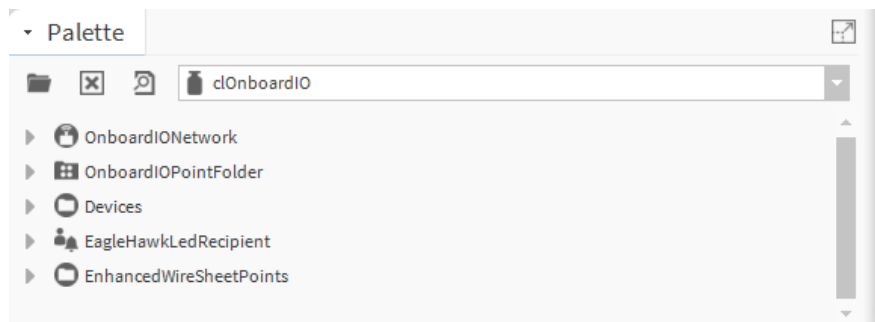 Palette
clOnboardIO
OnboardIONetwork
OnboardIOPointFolder
Devices
EagleHawkLedRecipient
EnhancedWireSheetPoints